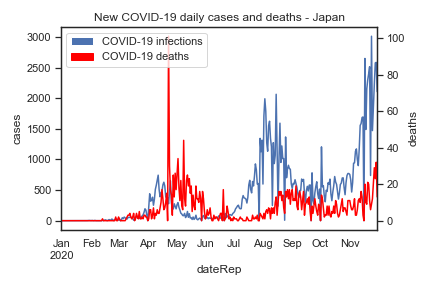 New COVID-19 daily cases and deaths - Japan
COVID-19 infections
COVID-19 deaths
3000
2500
2000
1500
1000
500
0
cases
100
80
60
40
20
0
deaths
Jan Feb Mar Apr May Jun Jul Aug Sep Oct Nov
2020
dateRep